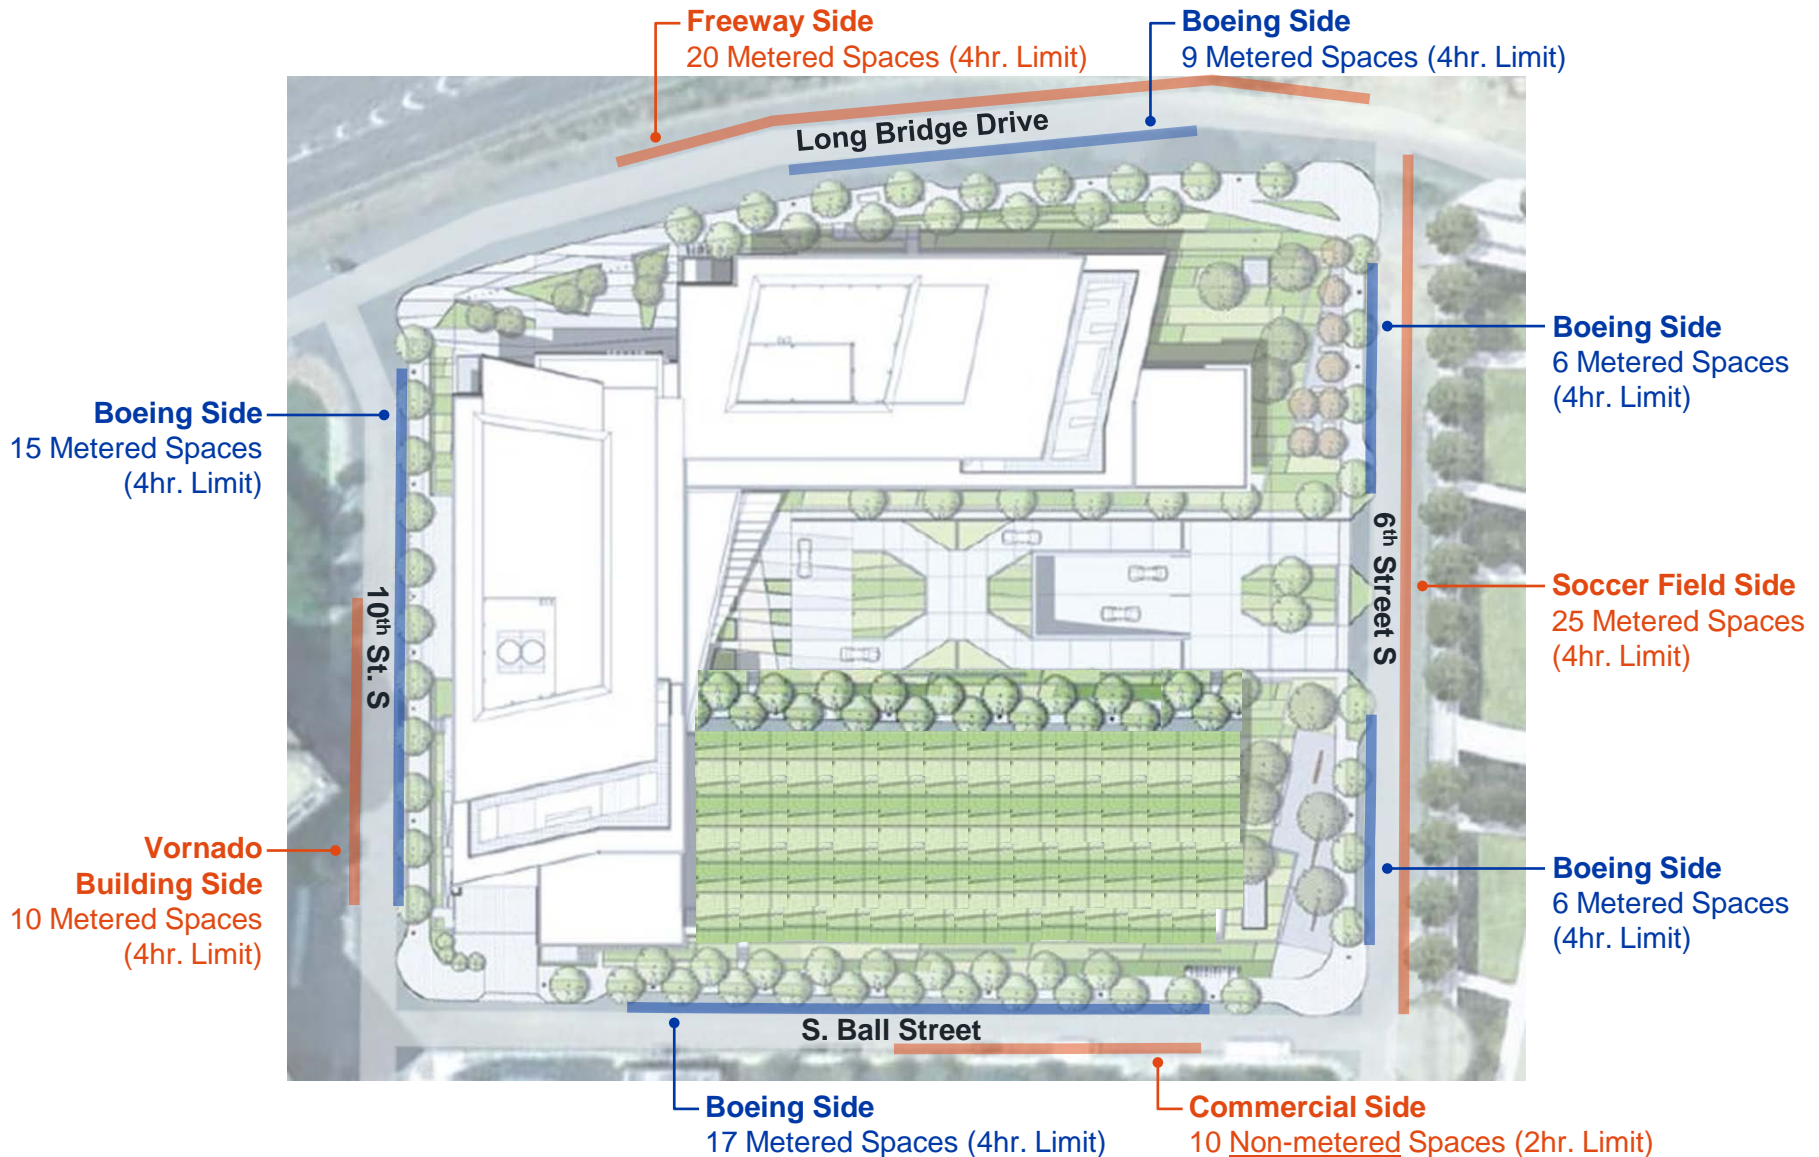 Freeway Side
20 Metered Spaces (4hr. Limit)
Boeing Side
9 Metered Spaces (4hr. Limit)
Long Bridge Drive
Boeing Side
6 Metered Spaces
(4hr. Limit)
Boeing Side
15 Metered Spaces
(4hr. Limit)
6th Street S
10th St. S
Soccer Field Side
25 Metered Spaces
(4hr. Limit)
Vornado
Building Side
10 Metered Spaces
(4hr. Limit)
Boeing Side
6 Metered Spaces
(4hr. Limit)
S. Ball Street
Boeing Side
17 Metered Spaces (4hr. Limit)
Commercial Side
10 Non-metered Spaces (2hr. Limit)